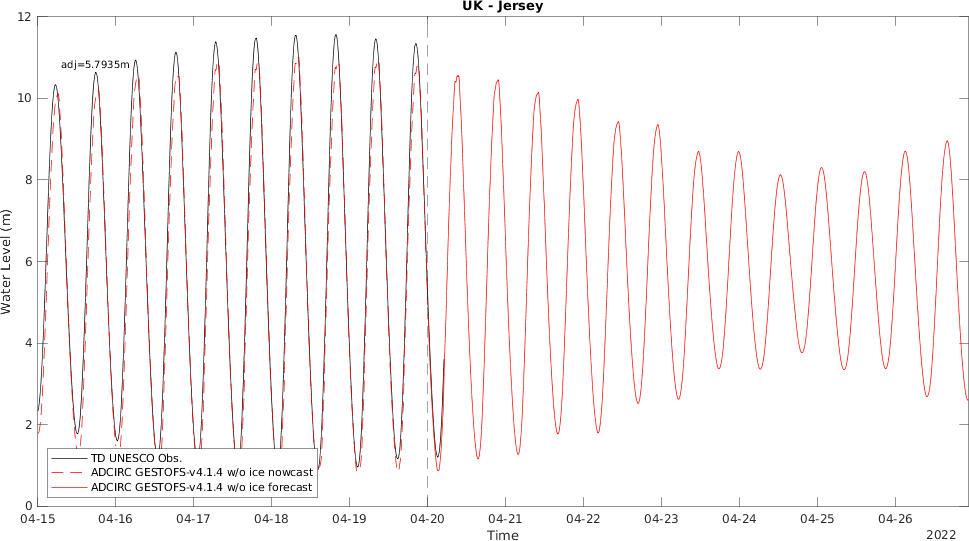 UK - Jersey
12
10
8
6
4
2
0
Water Level (m)
adj=5.7935m
TD UNESCO Obs.
ADCIRC GESTOFS-v4.1.4 w/o ice nowcast
ADCIRC GESTOFS-v4.1.4 w/o ice forecast
04-15 04-16 04-17 04-18 04-19 04-20 04-21 04-22 04-23 04-24 04-25 04-26
Time
2022